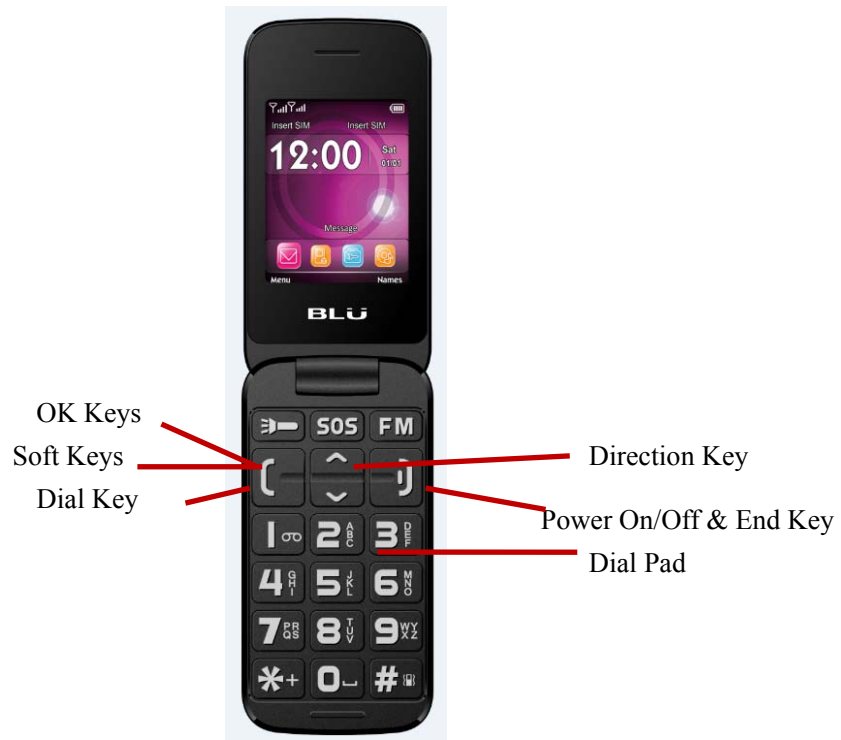 Insert SIM Insert SIM
12:00 Sat
01/01
Message
Menu Names
BLU
OK Keys
Soft Keys
Dial Key
SOS FM
Direction Key
Power On/Off & End Key
Dial Pad
1 2 ABC 3 DEF
4 GHI 5 JKL 6 MNO
7 PRQS 8 TUV 9 WYXZ
*+ 0 #